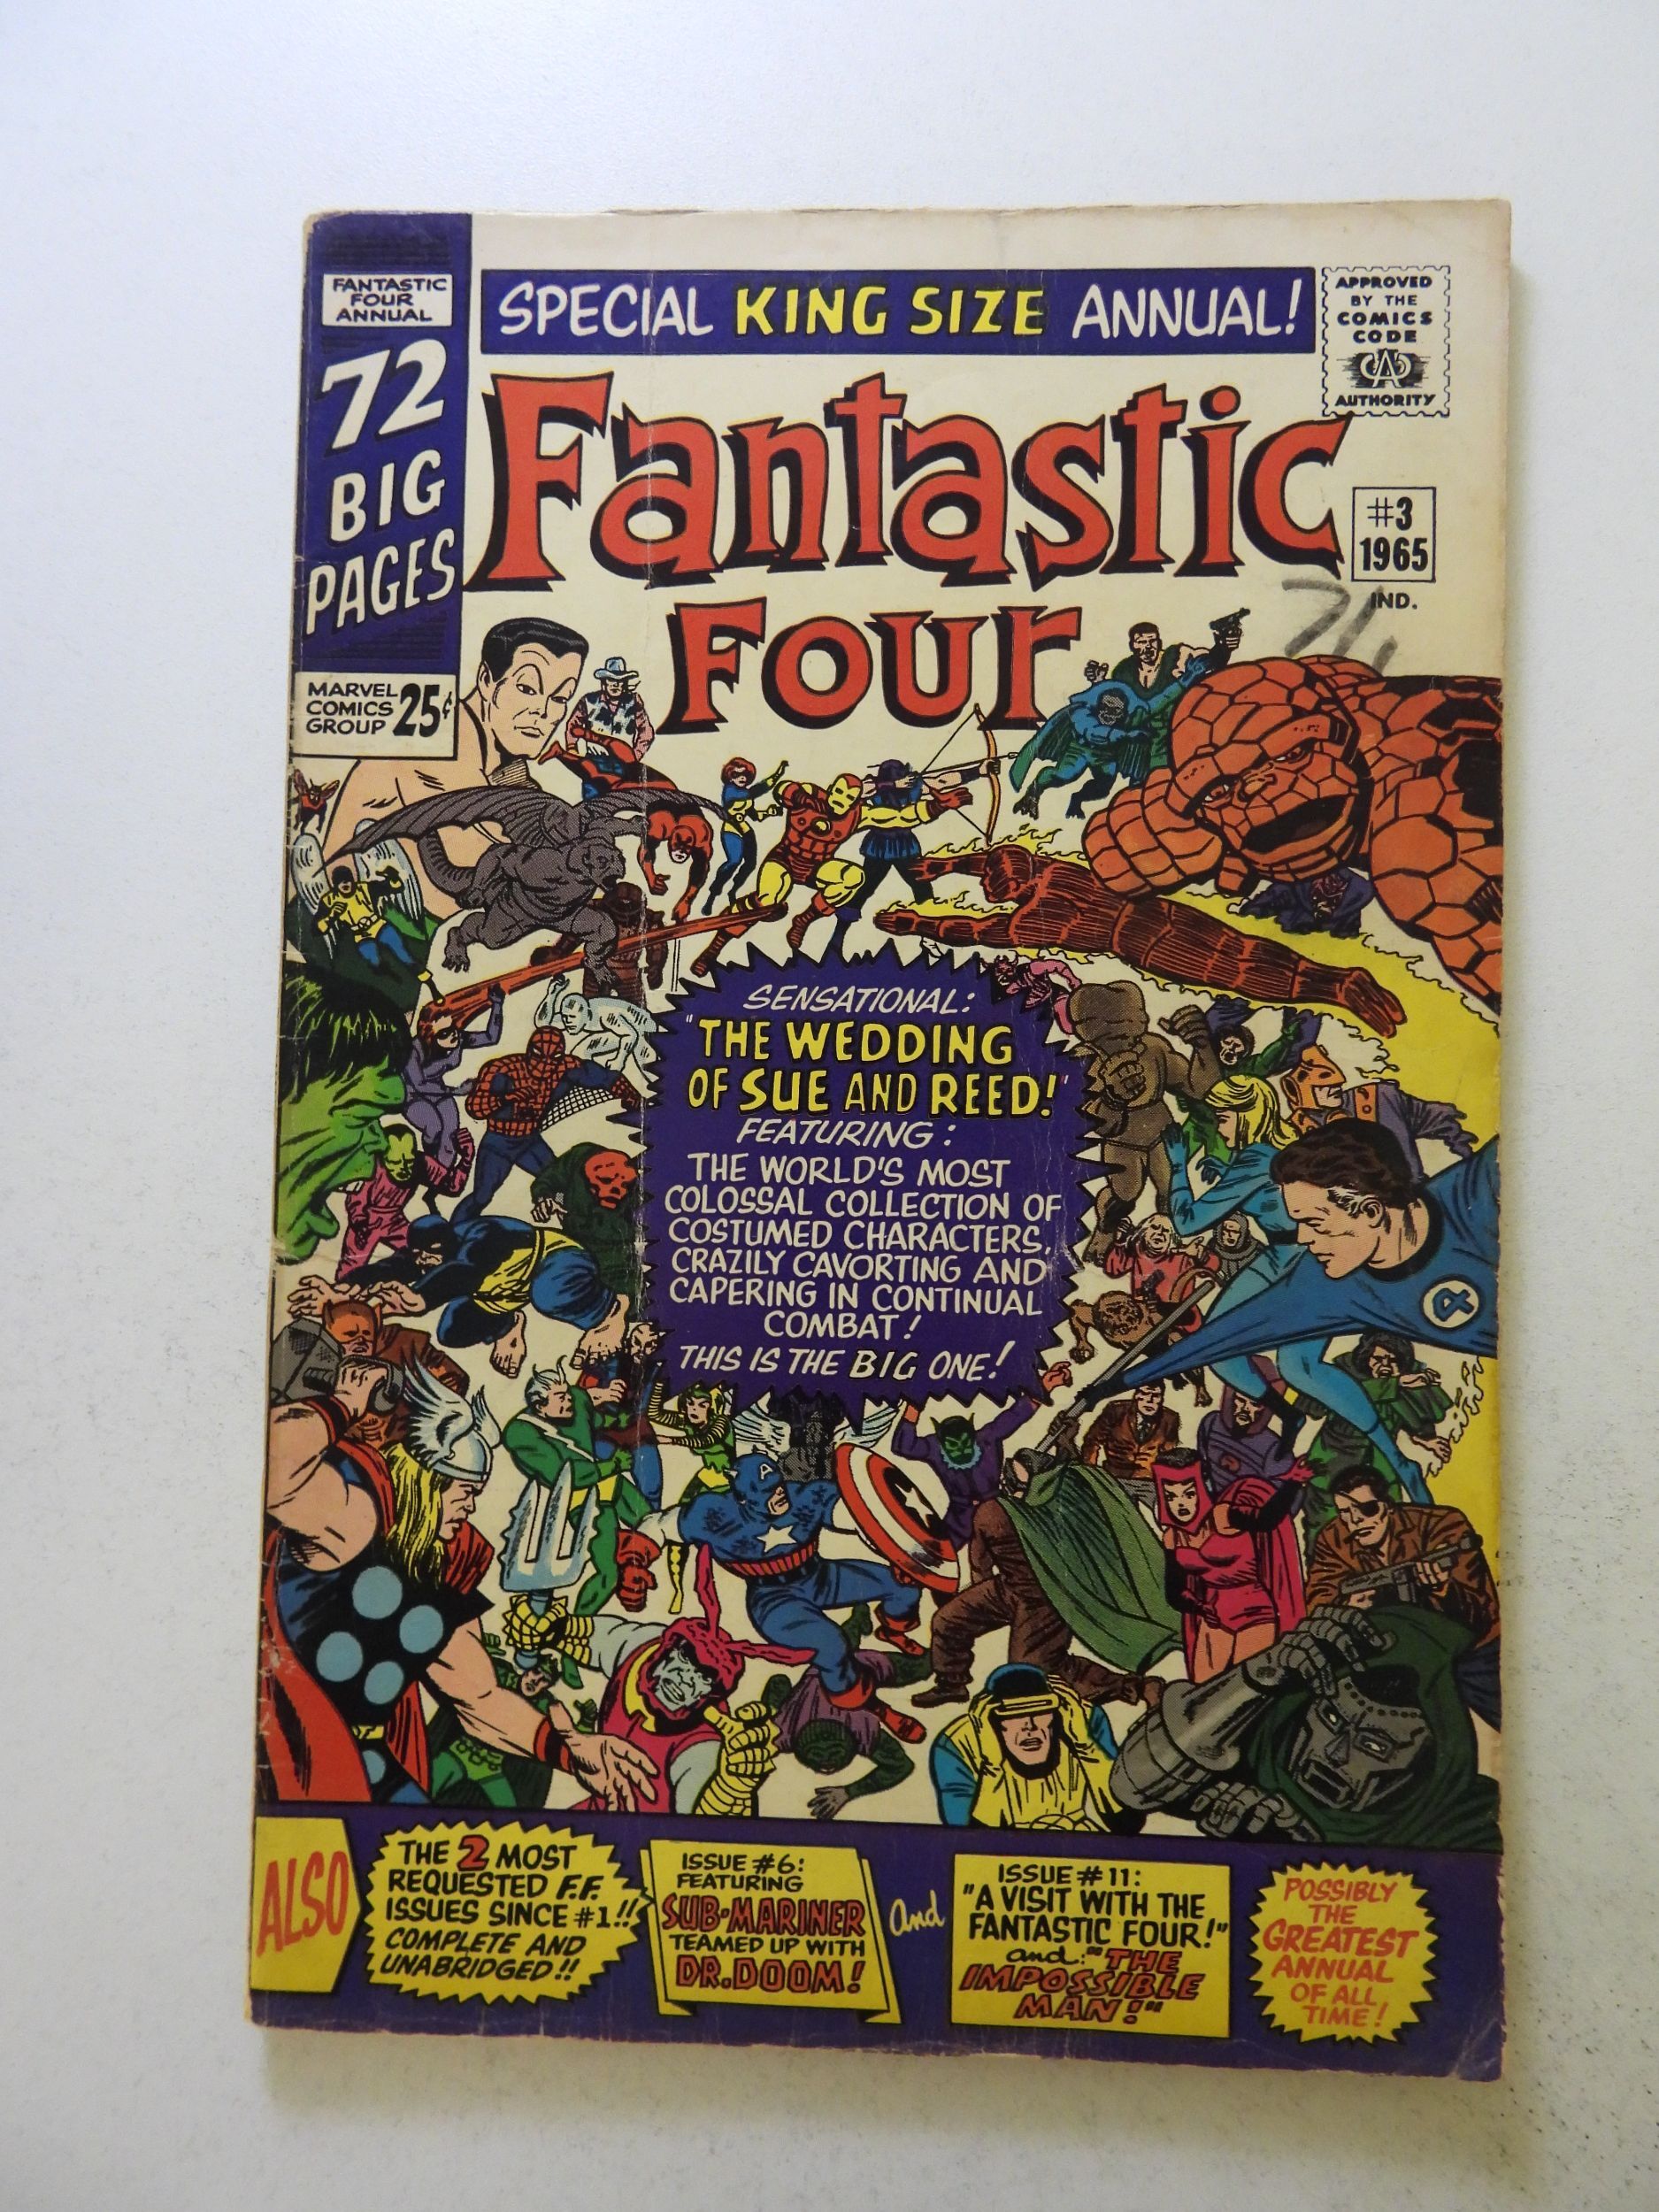 FANTASTIC
FOUR
ANNUAL
72
BIG
PAGES
MARVEL
COMICS
GROUP
25¢
SPECIAL KING SIZE ANNUAL!
APPROVED
BY THE
COMICS
CODE
CA
AUTHORITY
Fantastic
Four
#3
1965
IND.
SENSATIONAL:
"THE WEDDING
OF SUE AND REED!"
FEATURING:
THE WORLD'S MOST
COLOSSAL COLLECTION OF
COSTUMED CHARACTERS,
CRAZILY CAVORTING AND
CAPERING IN CONTINUAL
COMBAT!
THIS IS THE BIG ONE!
4
A
ALSO
THE 2 MOST
REQUESTED F.F.
ISSUES SINCE #1!!
COMPLETE AND
UNABRIDGED!!
ISSUE #6:
FEATURING
SUB-MARINER
TEAMED UP WITH
DR. DOOM!
And
ISSUE #11:
"A VISIT WITH THE
FANTASTIC FOUR!"
and: "THE
IMPOSSIBLE
MAN!"
POSSIBLY
THE
GREATEST
ANNUAL
OF ALL
TIME!